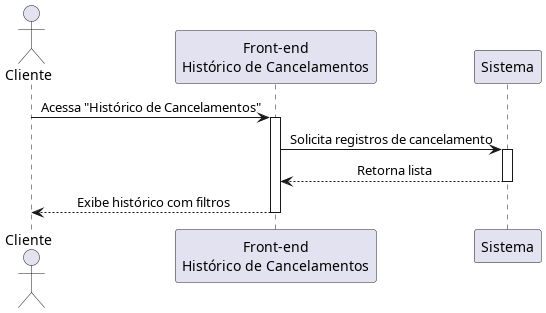 Cliente
Front-end
Histórico de Cancelamentos
Sistema
Acessa "Histórico de Cancelamentos"
Solicita registros de cancelamento
Retorna lista
Exibe histórico com filtros
Cliente
Front-end
Histórico de Cancelamentos
Sistema